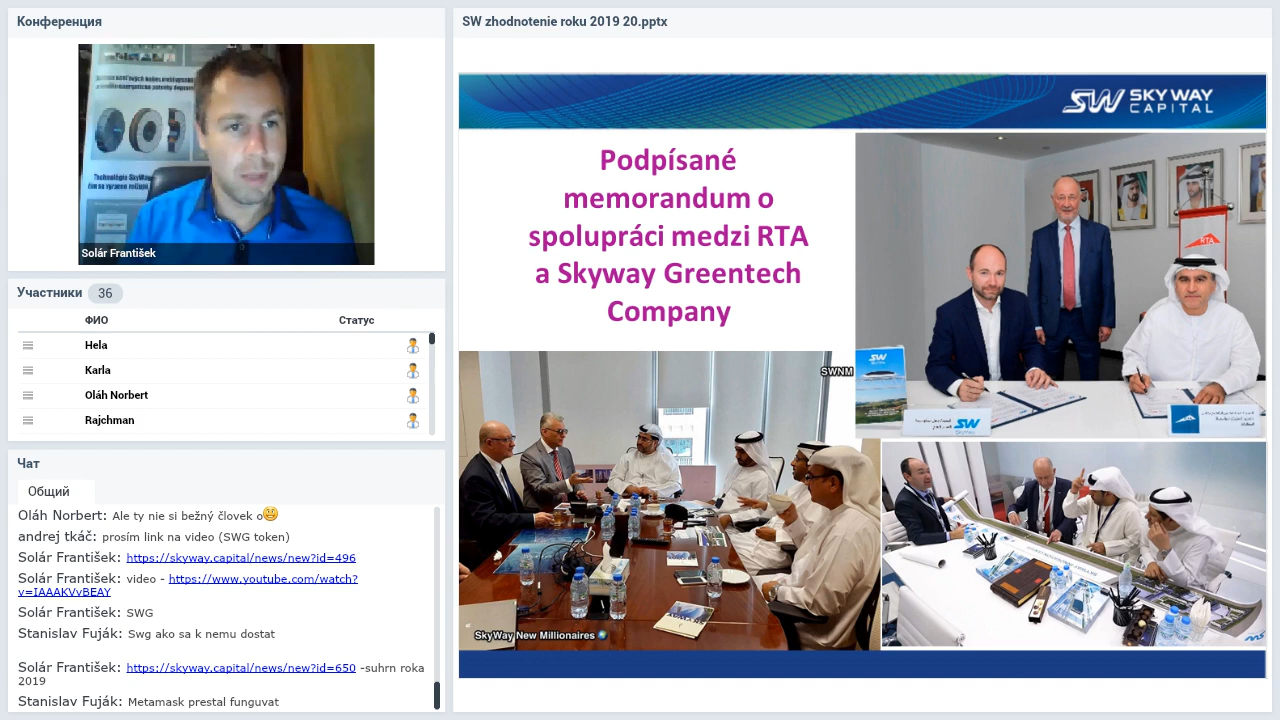 Конференция
Solár František
Участники 36
ФИО Статус
Hela
Karla
Oláh Norbert
Rajchman
Чат
Общий
Oláh Norbert: Ale ty nie si bežný človek o
andrej tkáč: prosím link na video (SWG token)
Solár František: https://skyway.capital/news/new?id=496
Solár František: video - https://www.youtube.com/watch?
v=IAAAKVvBEAY
Solár František: SWG
Stanislav Fuják: Swg ako sa k nemu dostat
Solár František: https://skyway.capital/news/new?id=650 -suhrn roka
2019
Stanislav Fuják: Metamask prestal funguvat
SW zhodnotenie roku 2019 20.pptx
SW SKY WAY
CAPITAL
Podpísané
memorandum o
spolupráci medzi RTA
a Skyway Greentech
Company
RTA
SW
SW
SWNM
SkyWay New Millionaires